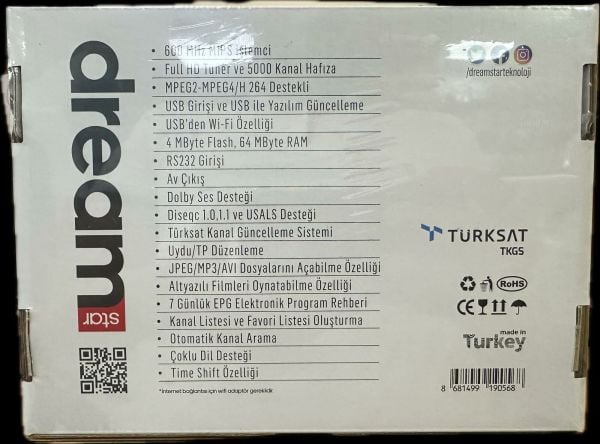 dream
star
• 600 MHz MIPS İşlemci
• Full HD Tuner ve 5000 Kanal Hafıza
• MPEG2-MPEG4/H 264 Destekli
• USB Girişi ve USB ile Yazılım Güncelleme
• USB'den Wi-Fi Özelliği
• 4 MByte Flash, 64 MByte RAM
• RS232 Girişi
• Av Çıkış
• Dolby Ses Desteği
• Diseqc 1.0,1.1 ve USALS Desteği
• Türksat Kanal Güncelleme Sistemi
• Uydu/TP Düzenleme
• JPEG/MP3/AVI Dosyalarını Açabilme Özelliği
• Altyazılı Filmleri Oynatabilme Özelliği
• 7 Günlük EPG Elektronik Program Rehberi
• Kanal Listesi ve Favori Listesi Oluşturma
• Otomatik Kanal Arama
• Çoklu Dil Desteği
• Time Shift Özelliği
*İnternet bağlantısı için wifi adaptör gereklidir.
/dreamstarteknoloji
TÜRKSAT
TKGS
RoHS
CE
made in
Turkey
8 681499 190568